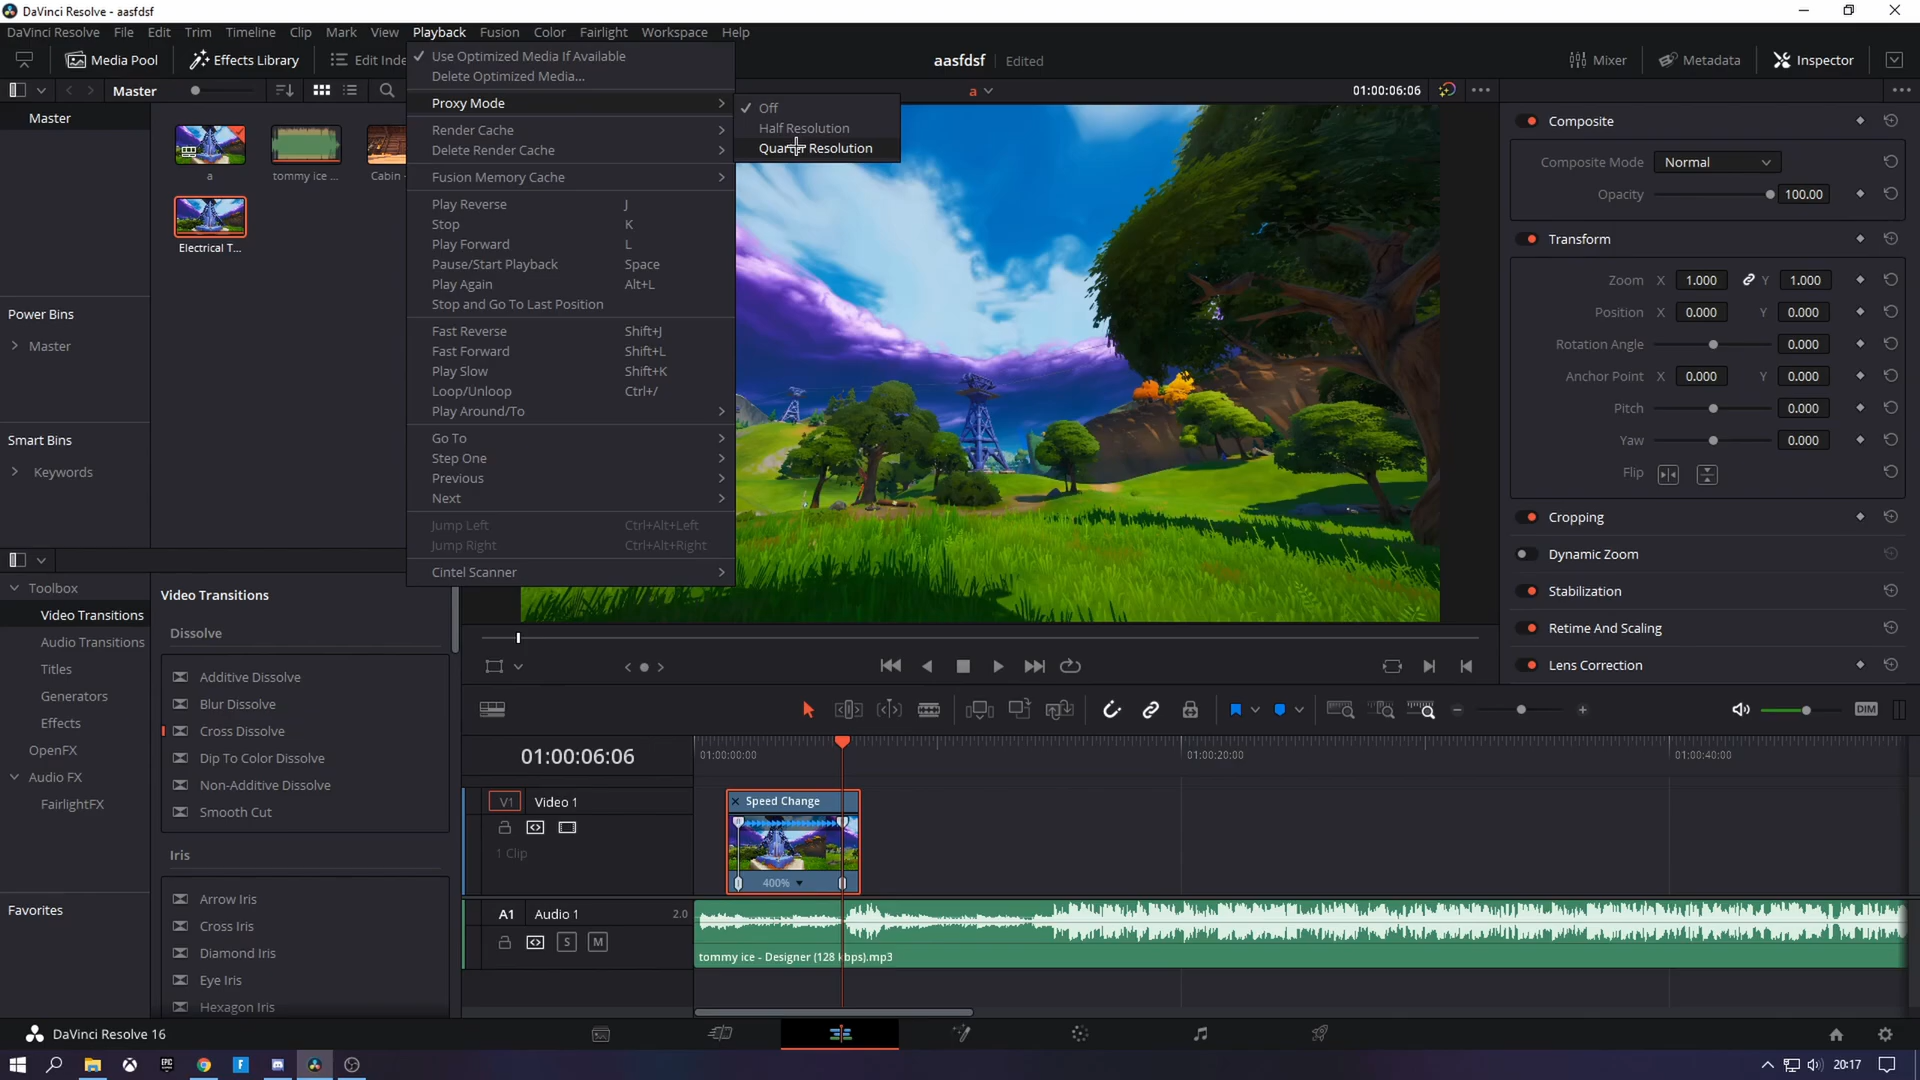 DaVinci Resolve - aasfdsf
DaVinci Resolve File Edit Trim Timeline Clip Mark View Playback Fusion Color Fairlight Workspace Help
Media Pool Effects Library Edit Inde aasfdsf Edited Mixer Metadata Inspector
Master a 01:00:06:06
Use Optimized Media If Available
Delete Optimized Media...
Proxy Mode
Render Cache
Delete Render Cache
Fusion Memory Cache
Play Reverse J
Stop K
Play Forward L
Pause/Start Playback Space
Play Again Alt+L
Stop and Go To Last Position
Fast Reverse Shift+J
Fast Forward Shift+L
Play Slow Shift+K
Loop/Unloop Ctrl+/
Play Around/To
Go To
Step One
Previous
Next
Jump Left Ctrl+Alt+Left
Jump Right Ctrl+Alt+Right
Cintel Scanner
Off
Half Resolution
Quarter Resolution
Master
a
tommy ice ...
Cabin -
Electrical T...
Power Bins
Master
Smart Bins
Keywords
Composite
Composite Mode Normal
Opacity 100.00
Transform
Zoom X 1.000 Y 1.000
Position X 0.000 Y 0.000
Rotation Angle 0.000
Anchor Point X 0.000 Y 0.000
Pitch 0.000
Yaw 0.000
Flip
Cropping
Dynamic Zoom
Stabilization
Retime And Scaling
Lens Correction
Toolbox
Video Transitions
Audio Transitions
Titles
Generators
Effects
OpenFX
Audio FX
FairlightFX
Favorites
Video Transitions
Dissolve
Additive Dissolve
Blur Dissolve
Cross Dissolve
Dip To Color Dissolve
Non-Additive Dissolve
Smooth Cut
Iris
Arrow Iris
Cross Iris
Diamond Iris
Eye Iris
Hexagon Iris
DIM
01:00:06:06 01:00:00:00 01:00:20:00 01:00:40:00
V1 Video 1
1 Clip
Speed Change
400%
A1 Audio 1 2.0
S M
tommy ice - Designer (128 kbps).mp3
DaVinci Resolve 16
EPIC
20:17